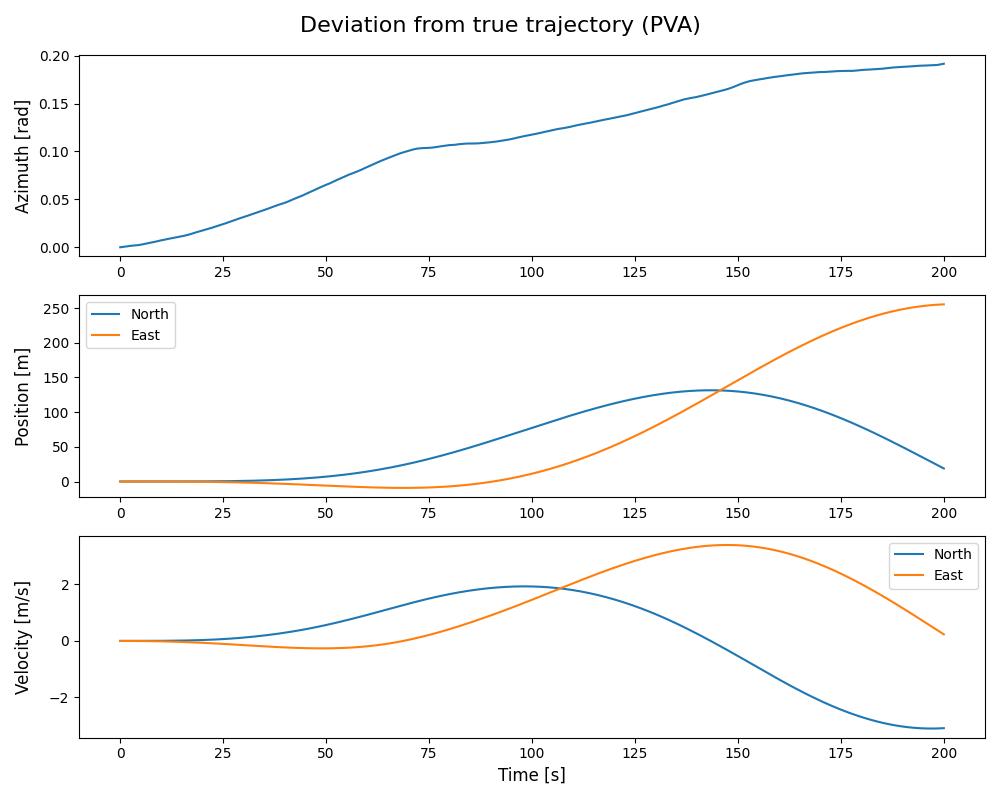 Deviation from true trajectory (PVA)
Azimuth [rad]
0.20
0.15
0.10
0.05
0.00
0 25 50 75 100 125 150 175 200
Position [m]
250
200
150
100
50
0
North
East
0 25 50 75 100 125 150 175 200
Velocity [m/s]
2
0
−2
North
East
0 25 50 75 100 125 150 175 200
Time [s]